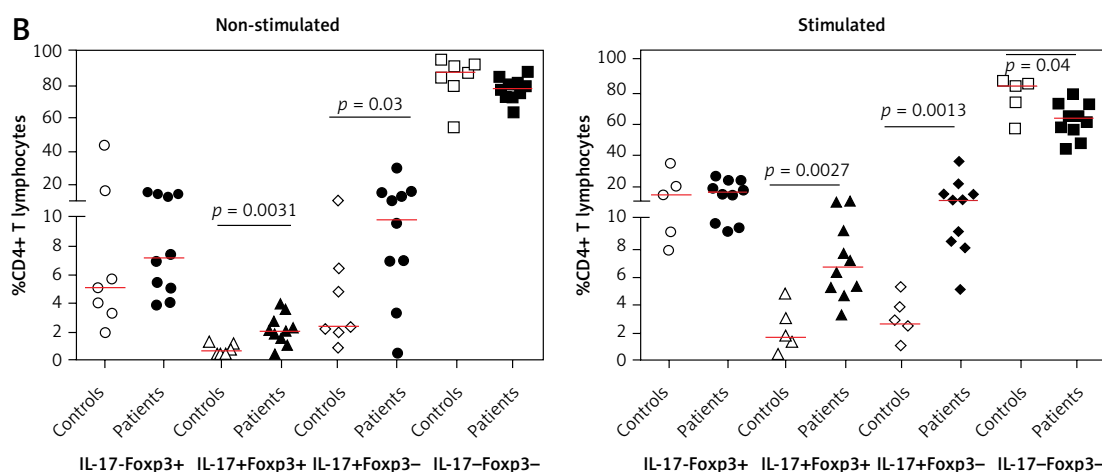 B
Non-stimulated
%CD4+ T lymphocytes
100
80
60
40
20
10
8
6
4
2
0
p = 0.0031
p = 0.03
Controls
Patients
Controls
Patients
Controls
Patients
Controls
Patients
IL-17-Foxp3+ IL-17+Foxp3+ IL-17+Foxp3– IL-17–Foxp3–
Stimulated
%CD4+ T lymphocytes
100
80
60
40
20
10
8
6
4
2
0
p = 0.0027
p = 0.0013
p = 0.04
Controls
Patients
Controls
Patients
Controls
Patients
Controls
Patients
IL-17-Foxp3+ IL-17+Foxp3+ IL-17+Foxp3– IL-17–Foxp3–